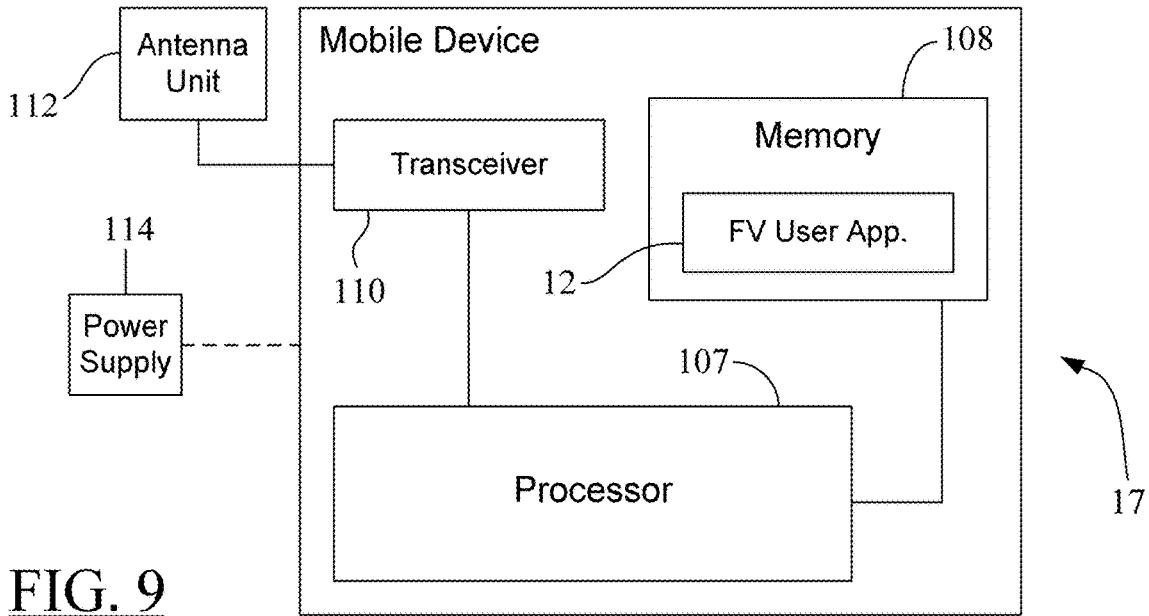 Antenna
Unit
112
Mobile Device
108
Memory
Transceiver
FV User App.
12
110
114
Power
Supply
107
Processor
17
FIG. 9